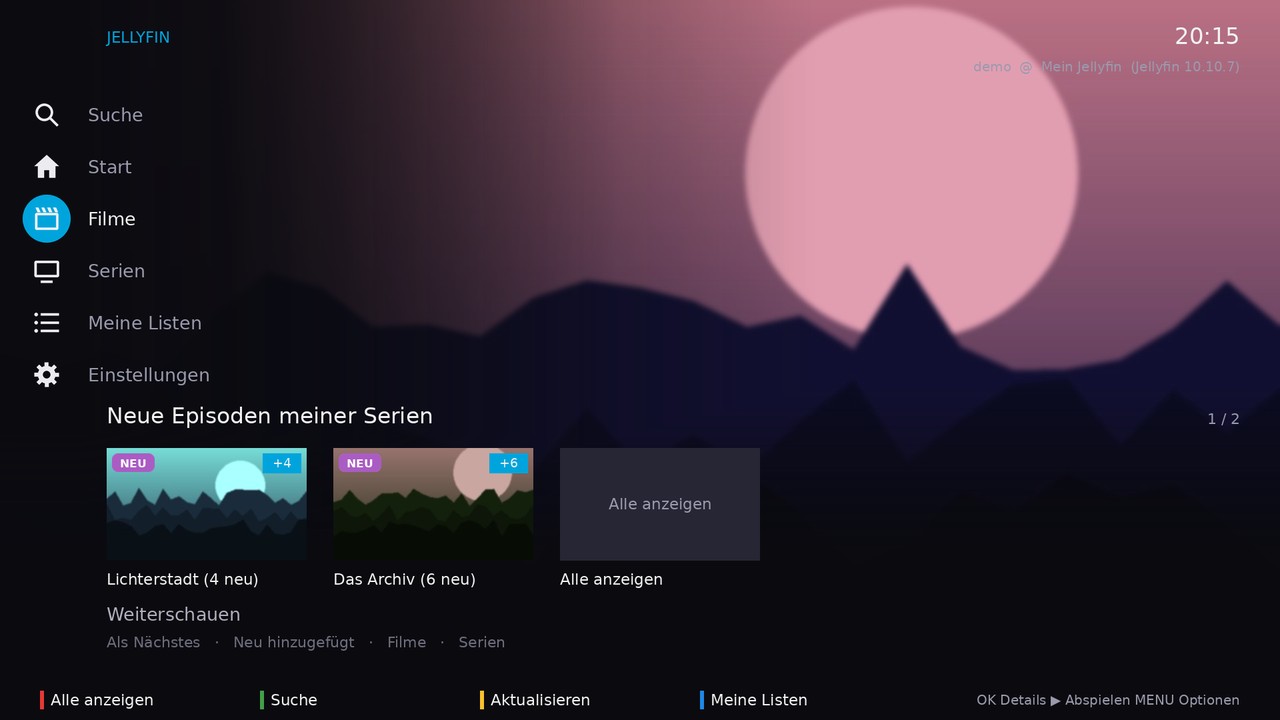 JELLYFIN
20:15
demo @ Mein Jellyfin (Jellyfin 10.10.7)
Suche
Start
Filme
Serien
Meine Listen
Einstellungen
Neue Episoden meiner Serien
1 / 2
NEU +4
NEU +6
Alle anzeigen
Lichterstadt (4 neu)
Das Archiv (6 neu)
Alle anzeigen
Weiterschauen
Als Nächstes · Neu hinzugefügt · Filme · Serien
Alle anzeigen
Suche
Aktualisieren
Meine Listen
OK Details ▶ Abspielen MENU Optionen